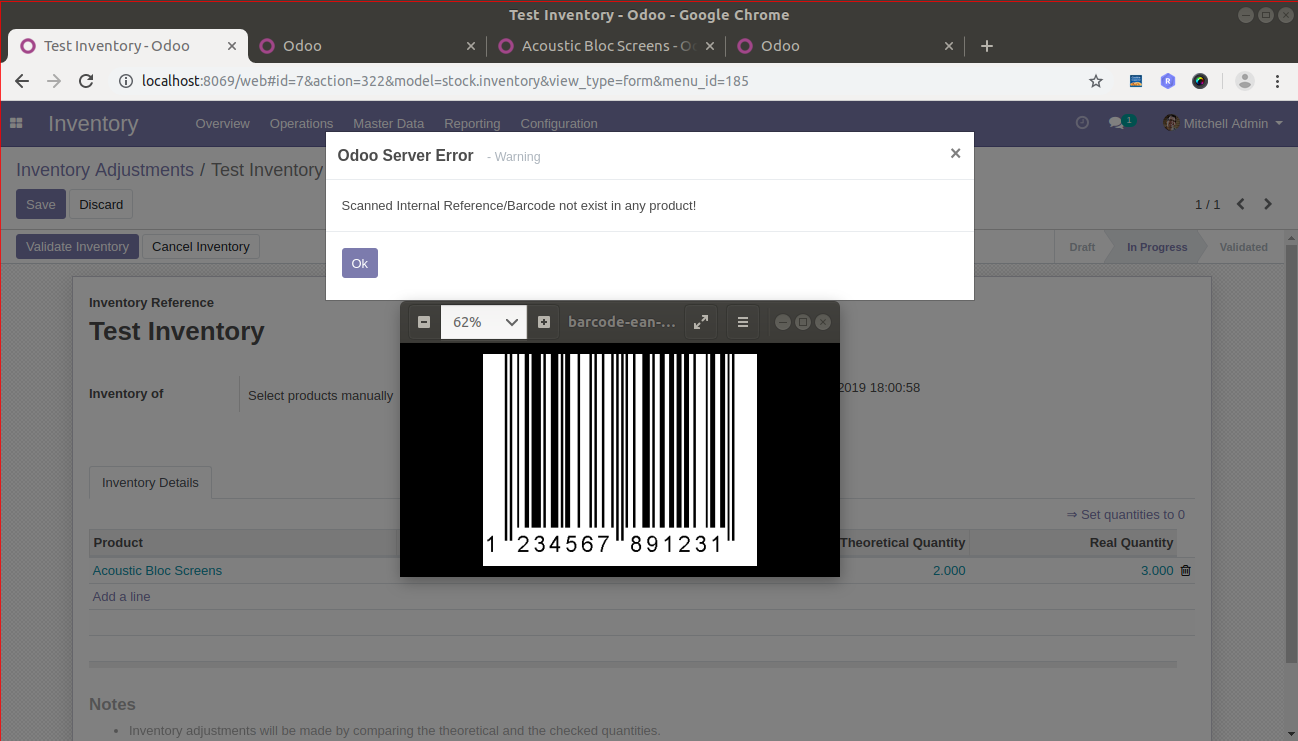 Test Inventory - Odoo - Google Chrome
Test Inventory - Odoo
Odoo
Acoustic Bloc Screens - O
Odoo
localhost:8069/web#id=7&action=322&model=stock.inventory&view_type=form&menu_id=185
Inventory
Overview
Operations
Master Data
Reporting
Configuration
1
Mitchell Admin
Odoo Server Error - Warning
Inventory Adjustments / Test Inventory
Scanned Internal Reference/Barcode not exist in any product!
Save
Discard
1 / 1
Validate Inventory
Cancel Inventory
Ok
Draft
In Progress
Validated
Inventory Reference
Test Inventory
62%
barcode-ean-...
Inventory of
Select products manually
2019 18:00:58
1 234567 891231
Inventory Details
⇒ Set quantities to 0
Product
Theoretical Quantity
Real Quantity
Acoustic Bloc Screens
2.000
3.000
Add a line
Notes
• Inventory adjustments will be made by comparing the theoretical and the checked quantities.